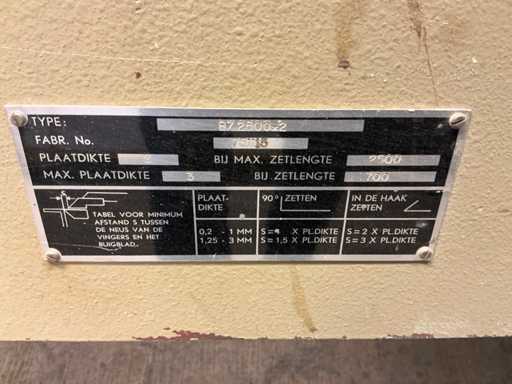 TYPE: BZ2500-2
FABR. No.
PLAATDIKTE 2 BIJ MAX. ZETLENGTE 2500
MAX. PLAATDIKTE 3 BIJ ZETLENGTE 700
TABEL VOOR MINIMUM
AFSTAND S TUSSEN
DE NEUS VAN DE
VINGERS EN HET
BUIGBLAD.
PLAAT-
DIKTE
0,2 - 1 MM
1,25 - 3 MM
90° ZETTEN
S= X PL.DIKTE
S=1,5 X PL.DIKTE
IN DE HAAK
ZETTEN
S=2 X PL.DIKTE
S=3 X PL.DIKTE